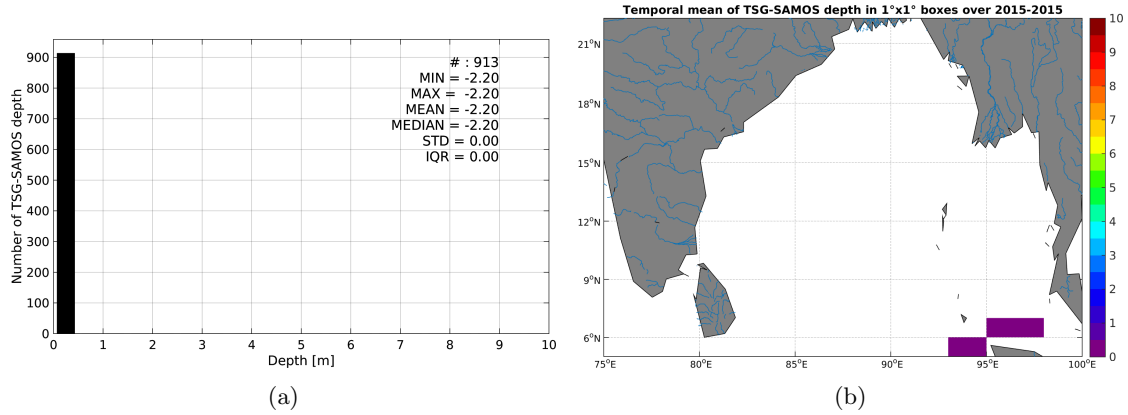 900
800
700
600
500
400
300
200
100
0
Number of TSG-SAMOS depth
# : 913
MIN = -2.20
MAX = -2.20
MEAN = -2.20
MEDIAN = -2.20
STD = 0.00
IQR = 0.00
0 1 2 3 4 5 6 7 8 9 10
Depth [m]
(a)
Temporal mean of TSG-SAMOS depth in 1°x1° boxes over 2015-2015
21°N
18°N
15°N
12°N
9°N
6°N
75°E 80°E 85°E 90°E 95°E 100°E
10
9
8
7
6
5
4
3
2
1
0
(b)